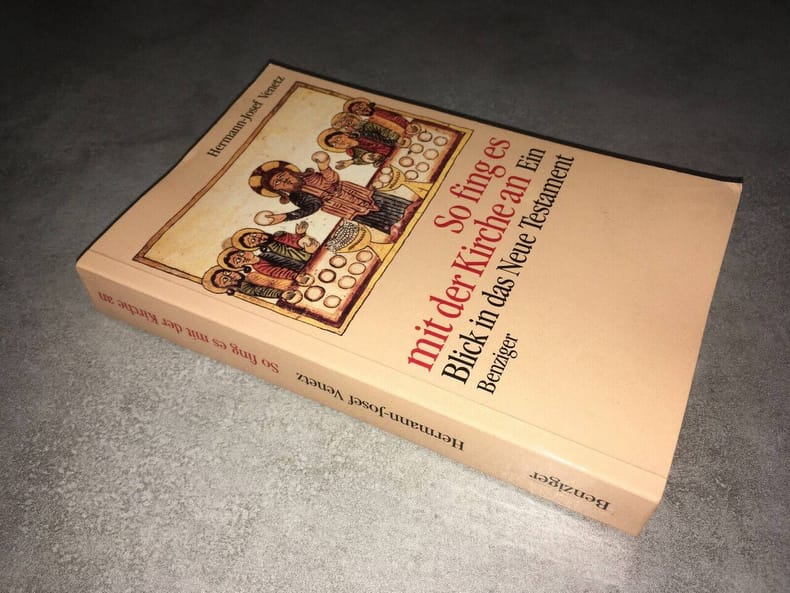 Hermann-Josef Venetz
So fing es
mit der Kirche an Ein
Blick in das Neue Testament
Benziger
So fing es mit der Kirche an
Hermann-Josef Venetz
Benziger